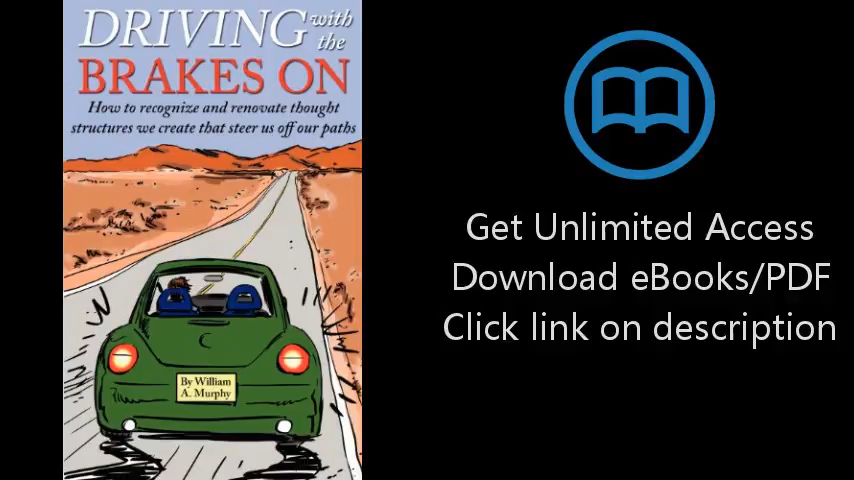 DRIVING with
the
BRAKES ON
How to recognize and renovate thought
structures we create that steer us off our paths
By William
A. Murphy
Get Unlimited Access
Download eBooks/PDF
Click link on description